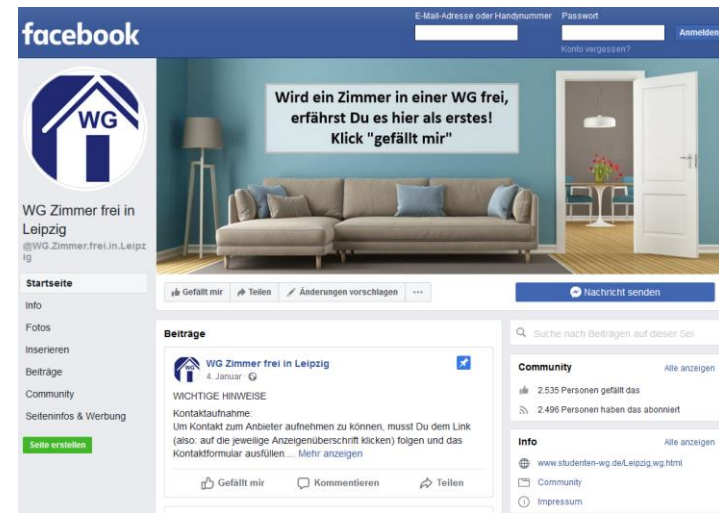 facebook
E-Mail-Adresse oder Handynummer
Passwort
Anmelden
Konto vergessen?
WG
Wird ein Zimmer in einer WG frei,
erfährst Du es hier als erstes!
Klick "gefällt mir"
WG Zimmer frei in
Leipzig
@WG.Zimmer.frei.in.Leipz
ig
Startseite
Info
Fotos
Inserieren
Beiträge
Community
Seiteninfos & Werbung
Seite erstellen
Gefällt mir
Teilen
Änderungen vorschlagen
...
Nachricht senden
Beiträge
WG
WG Zimmer frei in Leipzig
4. Januar ·
WICHTIGE HINWEISE
Kontaktaufnahme:
Um Kontakt zum Anbieter aufnehmen zu können, musst Du dem Link
(also: auf die jeweilige Anzeigenüberschrift klicken) folgen und das
Kontaktformular ausfüllen.... Mehr anzeigen
Gefällt mir
Kommentieren
Teilen
Suche nach Beiträgen auf dieser Sei
Community
Alle anzeigen
2.535 Personen gefällt das
2.496 Personen haben das abonniert
Info
Alle anzeigen
www.studenten-wg.de/Leipzig,wg.html
Community
Impressum